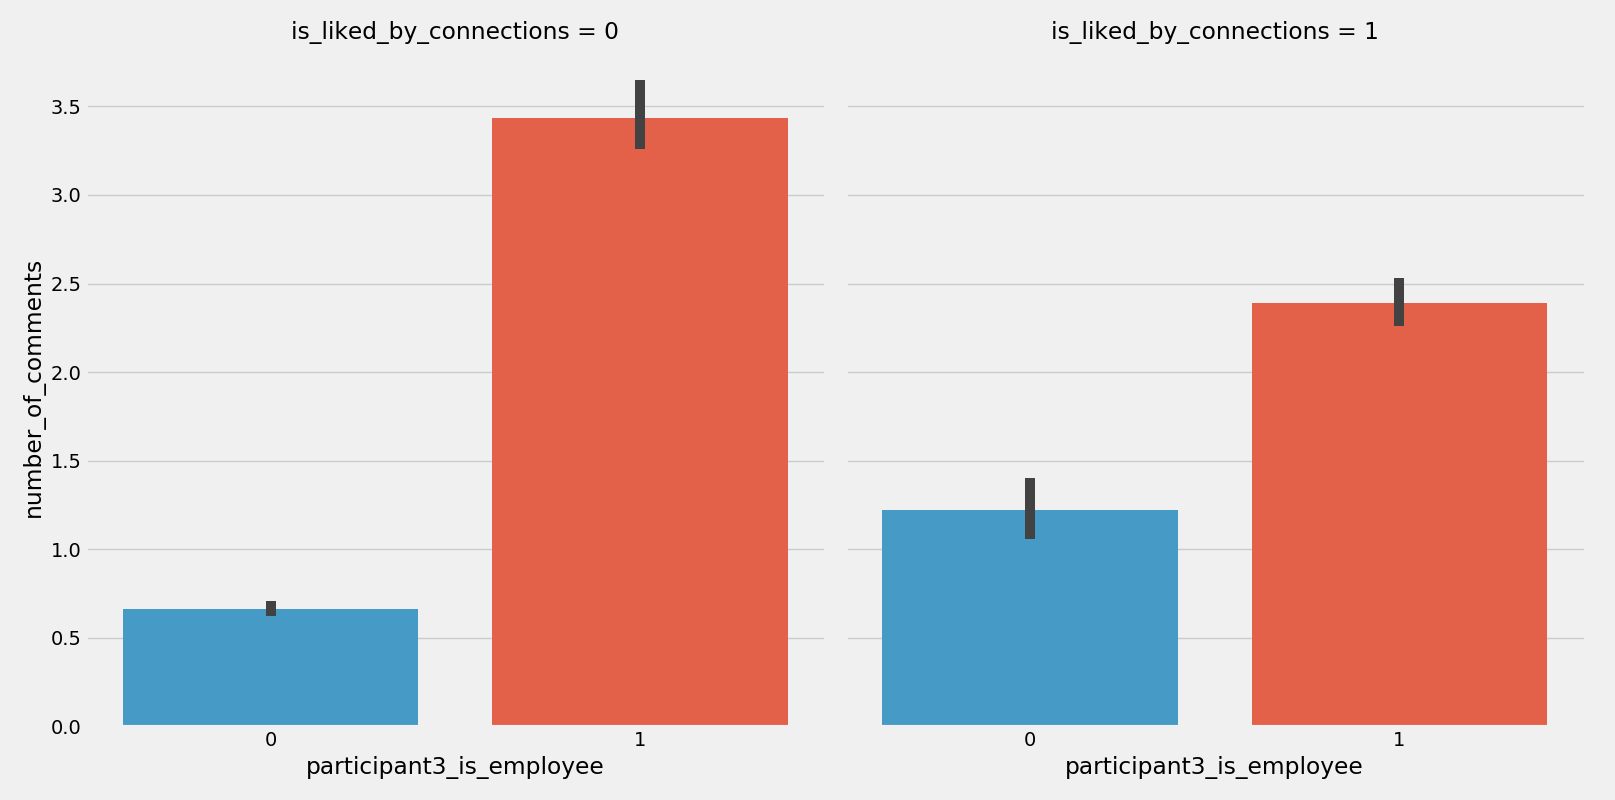 is_liked_by_connections = 0
is_liked_by_connections = 1
number_of_comments
3.5
3.0
2.5
2.0
1.5
1.0
0.5
0.0
0 1
0 1
participant3_is_employee
participant3_is_employee